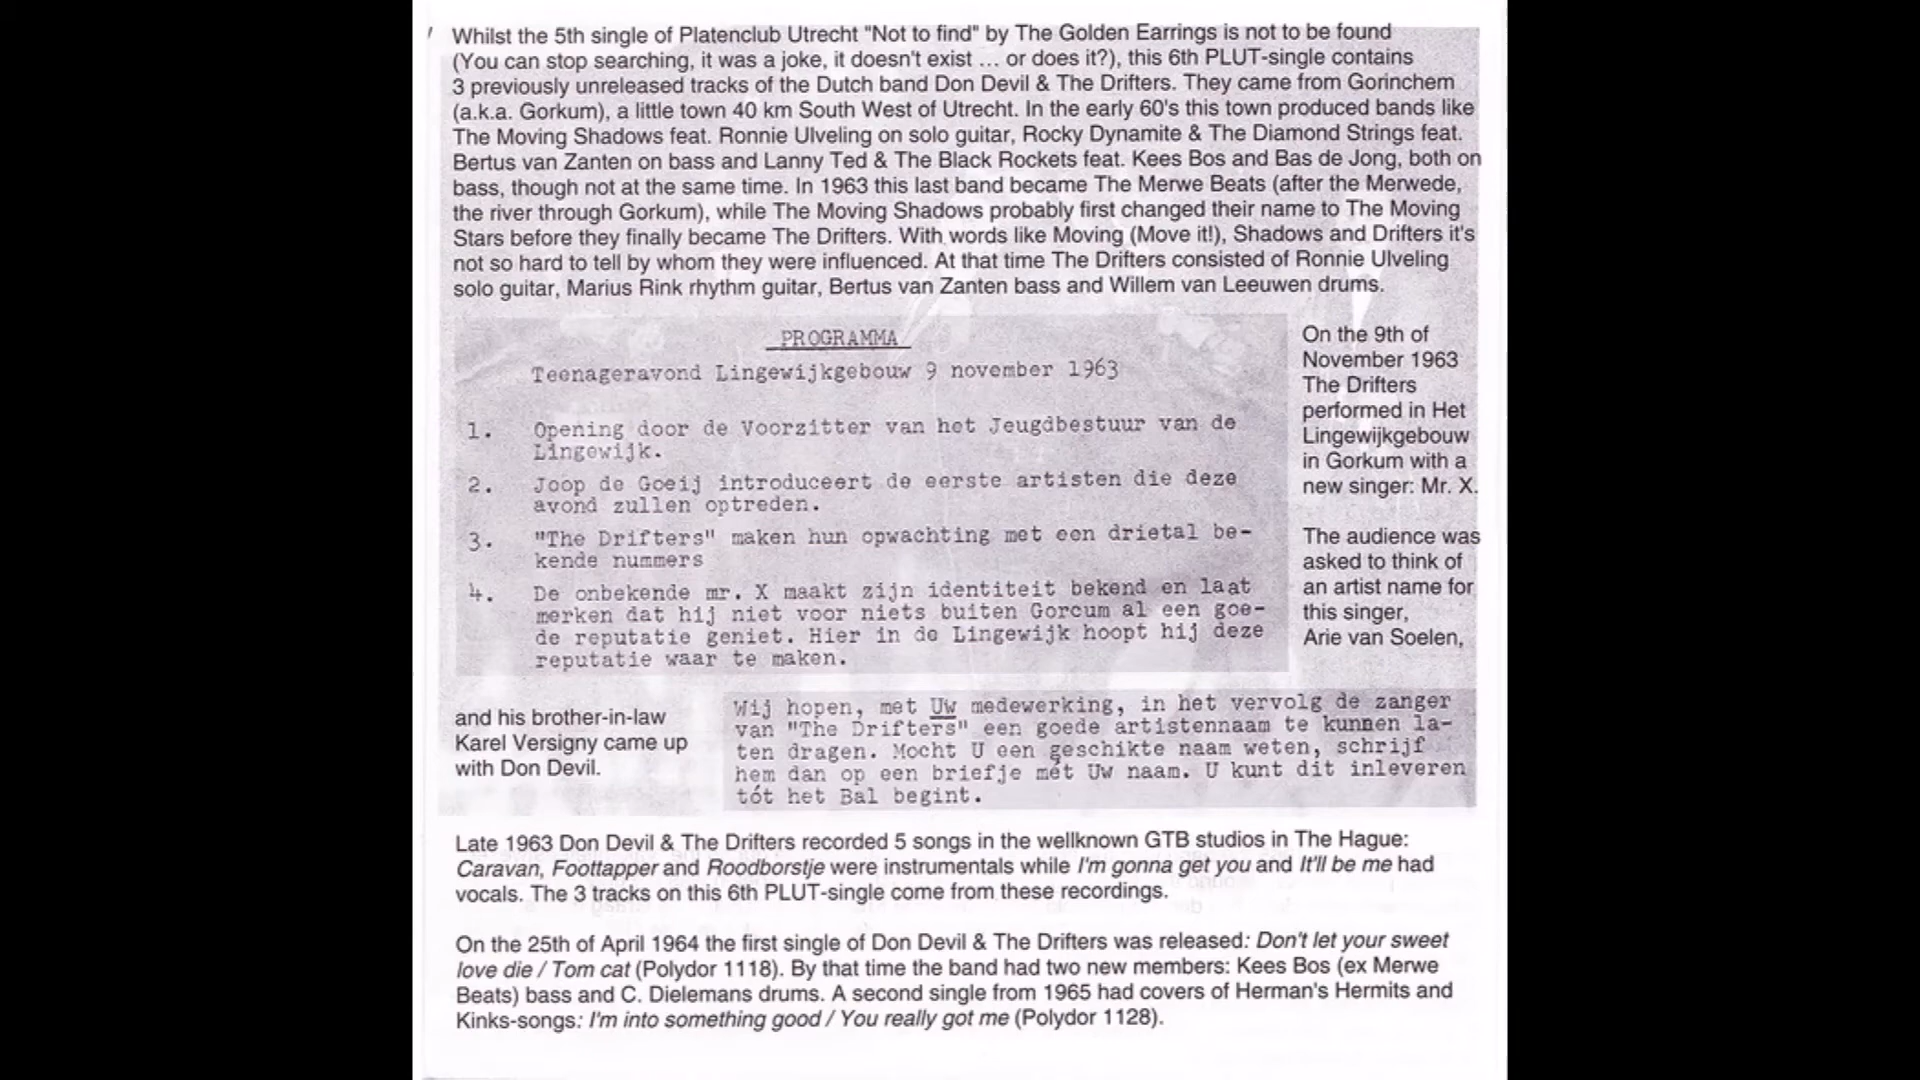 Whilst the 5th single of Platenclub Utrecht "Not to find" by The Golden Earrings is not to be found
(You can stop searching, it was a joke, it doesn't exist ... or does it?), this 6th PLUT-single contains
3 previously unreleased tracks of the Dutch band Don Devil & The Drifters. They came from Gorinchem
(a.k.a. Gorkum), a little town 40 km South West of Utrecht. In the early 60's this town produced bands like
The Moving Shadows feat. Ronnie Ulveling on solo guitar, Rocky Dynamite & The Diamond Strings feat.
Bertus van Zanten on bass and Lanny Ted & The Black Rockets feat. Kees Bos and Bas de Jong, both on
bass, though not at the same time. In 1963 this last band became The Merwe Beats (after the Merwede,
the river through Gorkum), while The Moving Shadows probably first changed their name to The Moving
Stars before they finally became The Drifters. With words like Moving (Move it!), Shadows and Drifters it's
not so hard to tell by whom they were influenced. At that time The Drifters consisted of Ronnie Ulveling
solo guitar, Marius Rink rhythm guitar, Bertus van Zanten bass and Willem van Leeuwen drums.
PROGRAMMA
Teenageravond Lingewijkgebouw 9 november 1963
1. Opening door de Voorzitter van het Jeugdbestuur van de
Lingewijk.
2. Joop de Goeij introduceert de eerste artisten die deze
avond zullen optreden.
3. "The Drifters" maken hun opwachting met een drietal be-
kende nummers
4. De onbekende mr. X maakt zijn identiteit bekend en laat
merken dat hij niet voor niets buiten Gorcum al een goe-
de reputatie geniet. Hier in de Lingewijk hoopt hij deze
reputatie waar te maken.
On the 9th of
November 1963
The Drifters
performed in Het
Lingewijkgebouw
in Gorkum with a
new singer: Mr. X.
The audience was
asked to think of
an artist name for
this singer,
Arie van Soelen,
and his brother-in-law
Karel Versigny came up
with Don Devil.
Wij hopen, met Uw medewerking, in het vervolg de zanger
van "The Drifters" een goede artistennaam te kunnen la-
ten dragen. Mocht U een geschikte naam weten, schrijf
hem dan op een briefje mét Uw naam. U kunt dit inleveren
tót het Bal begint.
Late 1963 Don Devil & The Drifters recorded 5 songs in the wellknown GTB studios in The Hague:
Caravan, Foottapper and Roodborstje were instrumentals while I'm gonna get you and It'll be me had
vocals. The 3 tracks on this 6th PLUT-single come from these recordings.
On the 25th of April 1964 the first single of Don Devil & The Drifters was released: Don't let your sweet
love die / Tom cat (Polydor 1118). By that time the band had two new members: Kees Bos (ex Merwe
Beats) bass and C. Dielemans drums. A second single from 1965 had covers of Herman's Hermits and
Kinks-songs: I'm into something good / You really got me (Polydor 1128).